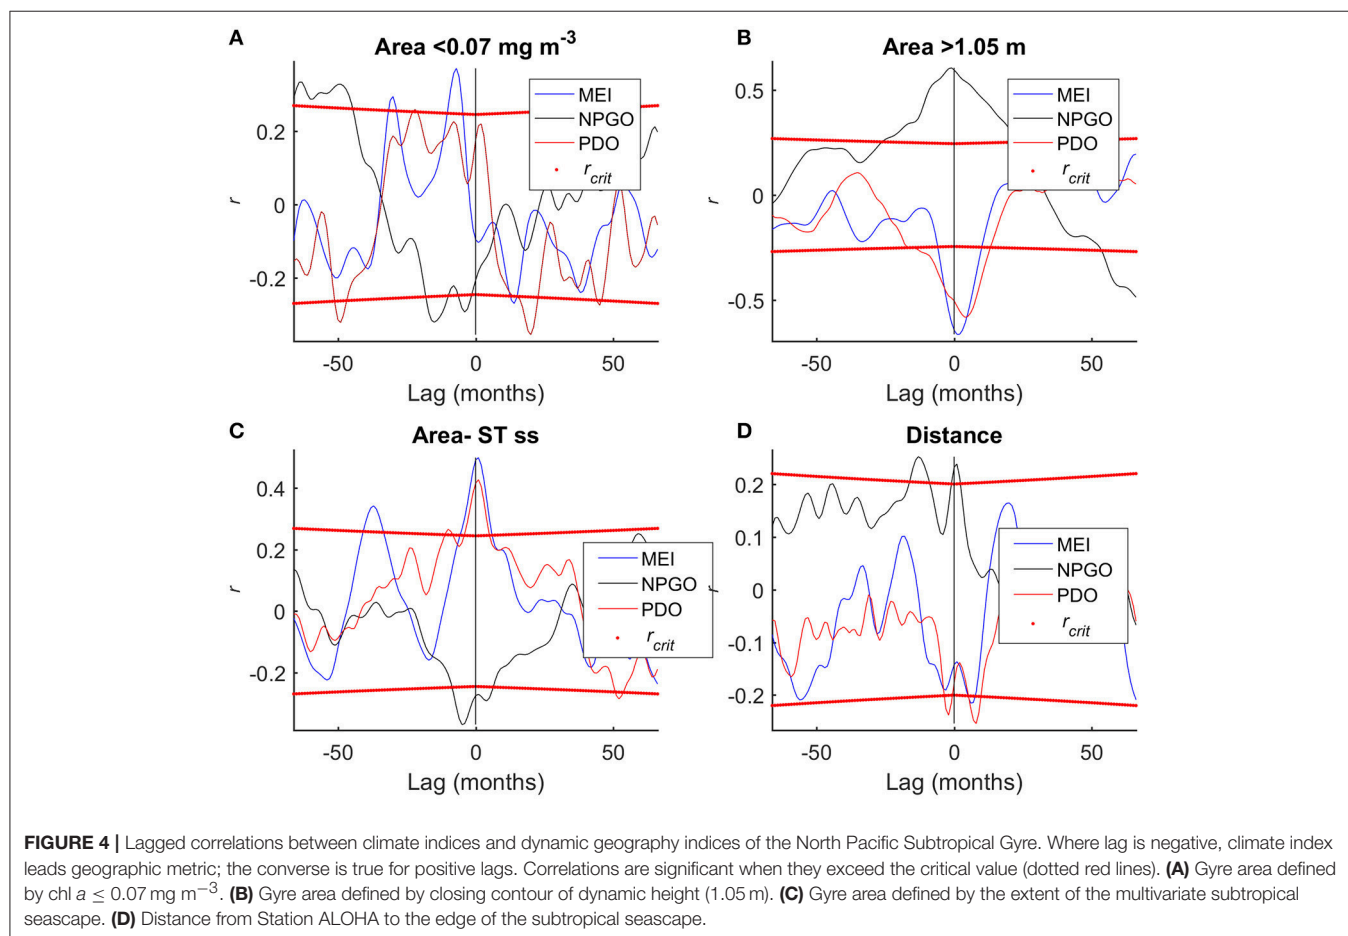 A
Area <0.07 mg m-3
0.2
0
-0.2
r
-50
0
50
Lag (months)
MEI
NPGO
PDO
rcrit
B
Area >1.05 m
0.5
0
-0.5
r
-50
0
50
Lag (months)
MEI
NPGO
PDO
rcrit
C
Area- ST ss
0.4
0.2
0
-0.2
r
-50
0
50
Lag (months)
MEI
NPGO
PDO
rcrit
D
Distance
0.2
0.1
0
-0.1
-0.2
r
-50
0
50
Lag (months)
MEI
NPGO
PDO
rcrit
FIGURE 4 | Lagged correlations between climate indices and dynamic geography indices of the North Pacific Subtropical Gyre. Where lag is negative, climate index
leads geographic metric; the converse is true for positive lags. Correlations are significant when they exceed the critical value (dotted red lines). (A) Gyre area defined
by chl a ≤ 0.07 mg m−3. (B) Gyre area defined by closing contour of dynamic height (1.05 m). (C) Gyre area defined by the extent of the multivariate subtropical
seascape. (D) Distance from Station ALOHA to the edge of the subtropical seascape.